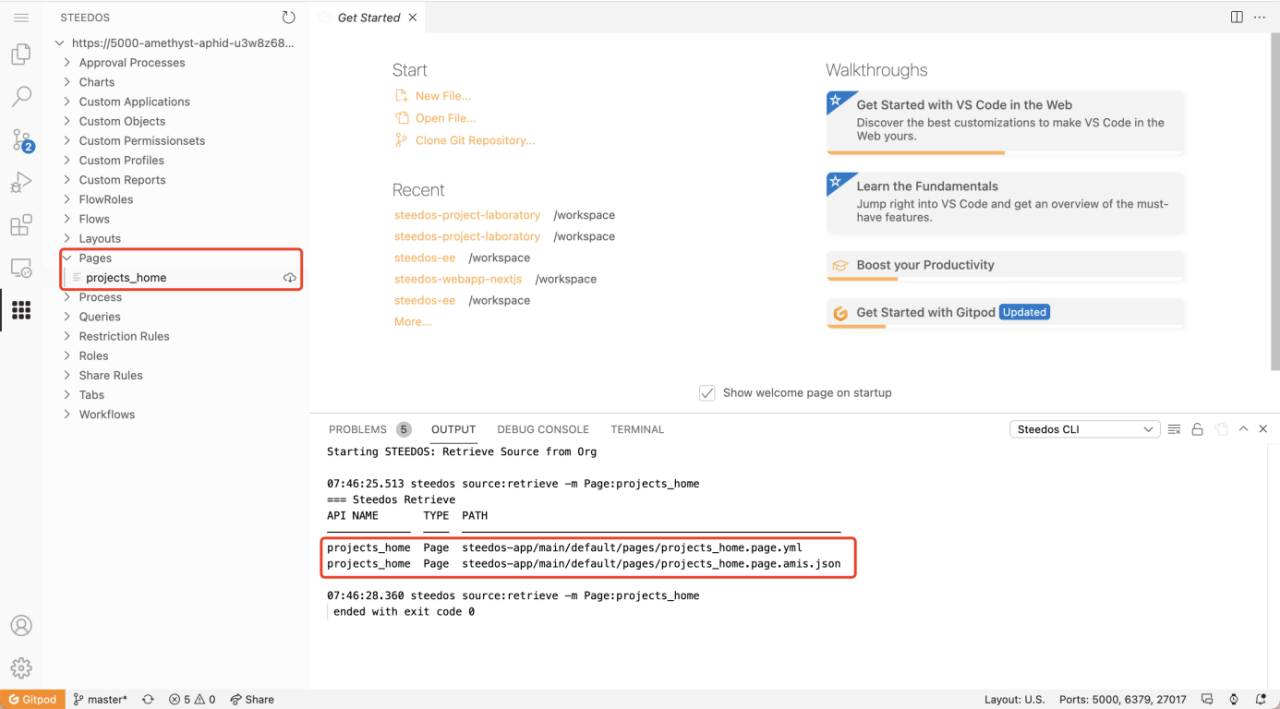 STEEDOS
https://5000-amethyst-aphid-u3w8z68...
Approval Processes
Charts
Custom Applications
Custom Objects
Custom Permissionsets
Custom Profiles
Custom Reports
FlowRoles
Flows
Layouts
Pages
projects_home
Process
Queries
Restriction Rules
Roles
Share Rules
Tabs
Workflows
2
Get Started
Start
New File...
Open File...
Clone Git Repository...
Recent
steedos-project-laboratory /workspace
steedos-project-laboratory /workspace
steedos-ee /workspace
steedos-webapp-nextjs /workspace
steedos-ee /workspace
More...
Walkthroughs
Get Started with VS Code in the Web
Discover the best customizations to make VS Code in the
Web yours.
Learn the Fundamentals
Jump right into VS Code and get an overview of the must-
have features.
Boost your Productivity
Get Started with Gitpod Updated
Show welcome page on startup
PROBLEMS 5 OUTPUT DEBUG CONSOLE TERMINAL Steedos CLI
Starting STEEDOS: Retrieve Source from Org
07:46:25.513 steedos source:retrieve -m Page:projects_home
=== Steedos Retrieve
API NAME TYPE PATH
projects_home Page steedos-app/main/default/pages/projects_home.page.yml
projects_home Page steedos-app/main/default/pages/projects_home.page.amis.json
07:46:28.360 steedos source:retrieve -m Page:projects_home
ended with exit code 0
Gitpod master* 5 0 Share Layout: U.S. Ports: 5000, 6379, 27017